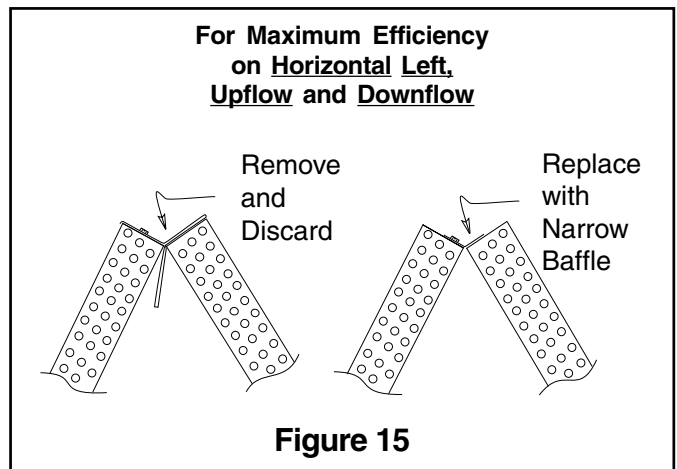 For Maximum Efficiency
on Horizontal Left,
Upflow and Downflow
Remove
and
Discard
Replace
with
Narrow
Baffle
Figure 15